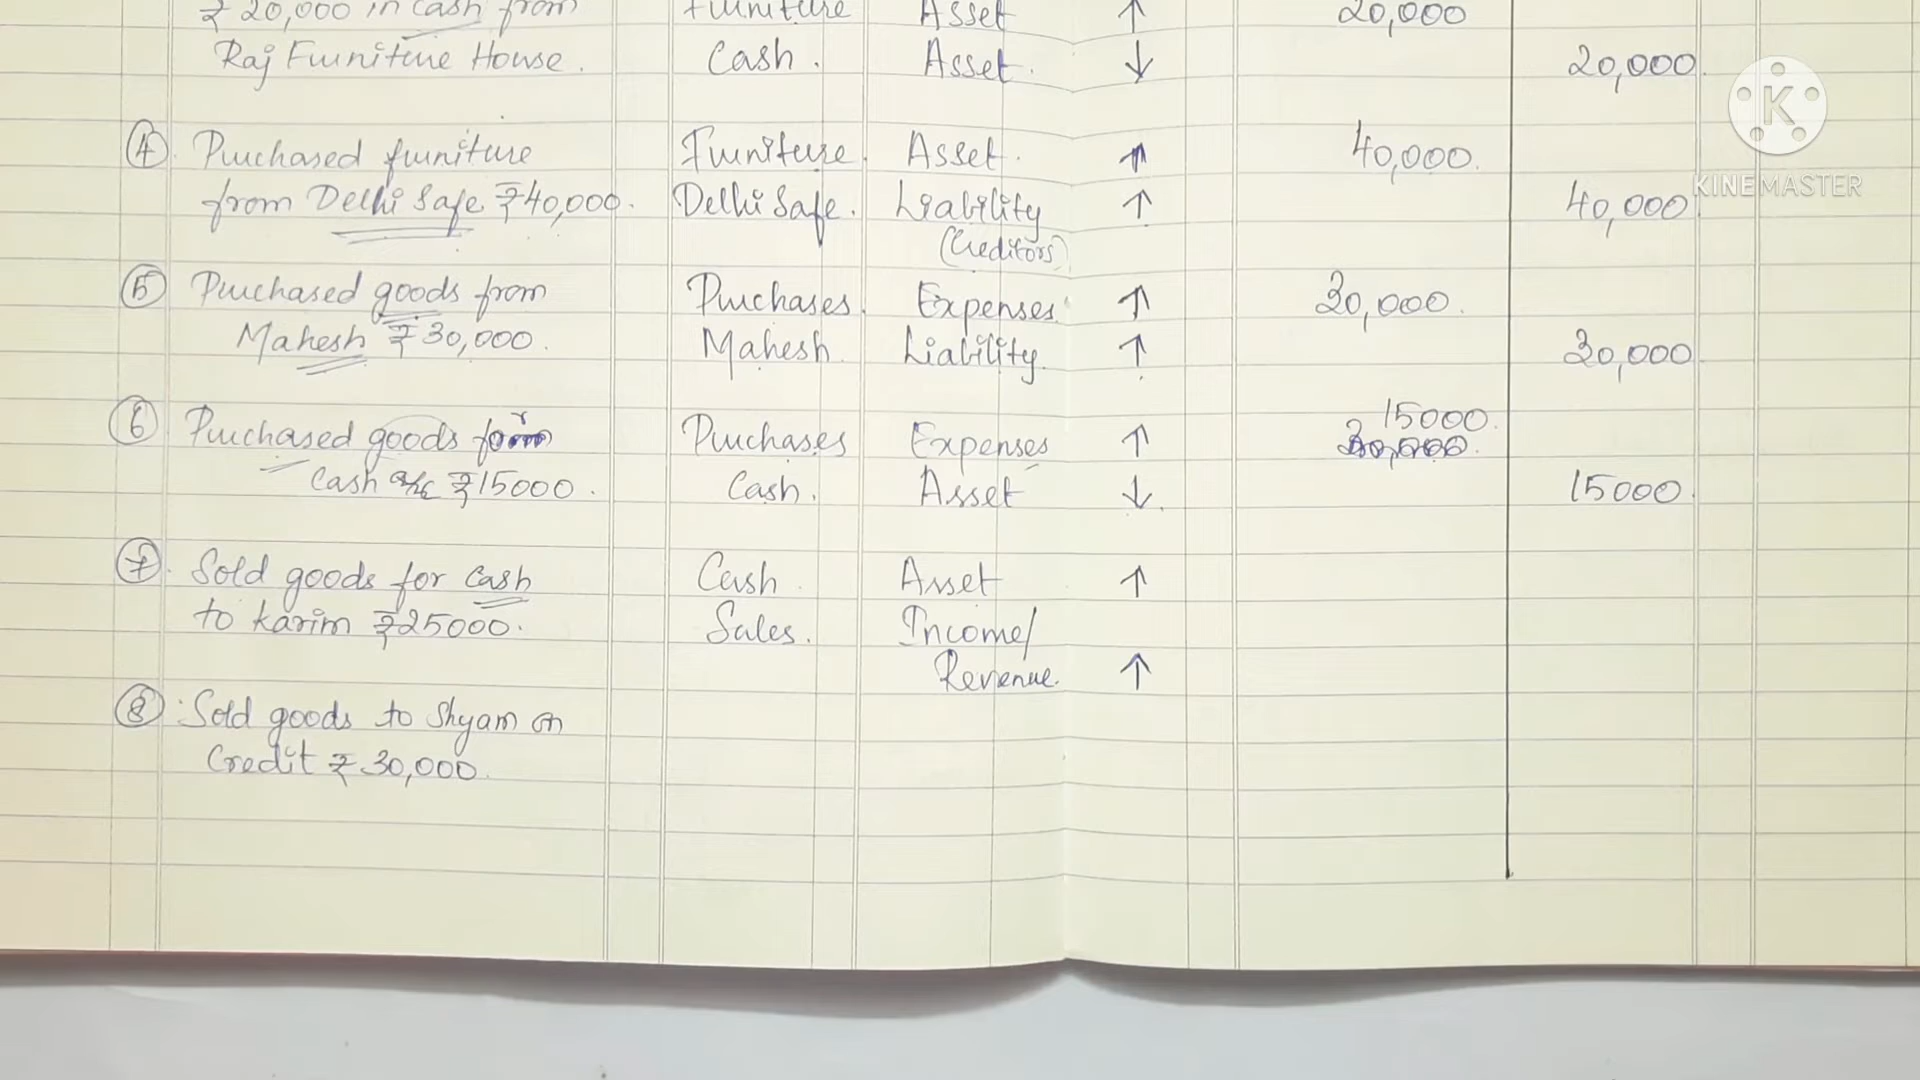 ₹ 20,000 in cash from Furniture Asset ↑ 20,000
Raj Furniture House. Cash. Asset. ↓ 20,000
④. Purchased furniture Furniture. Asset. ↑ 40,000.
from Delhi Safe ₹40,000. Delhi Safe. Liability ↑ 40,000
(Creditors)
⑤ Purchased goods from Purchases. Expenses. ↑ 30,000.
Mahesh ₹30,000. Mahesh. Liability. ↑ 30,000
15000.
⑥ Purchased goods for Purchases Expenses ↑ 30,000.
Cash a/c ₹15000. Cash. Asset ↓. 15000.
⑦. Sold goods for cash Cash Asset ↑
to Karim ₹25000. Sales. Income/
Revenue. ↑
⑧. Sold goods to Shyam on
Credit ₹ 30,000.
K
KINEMASTER